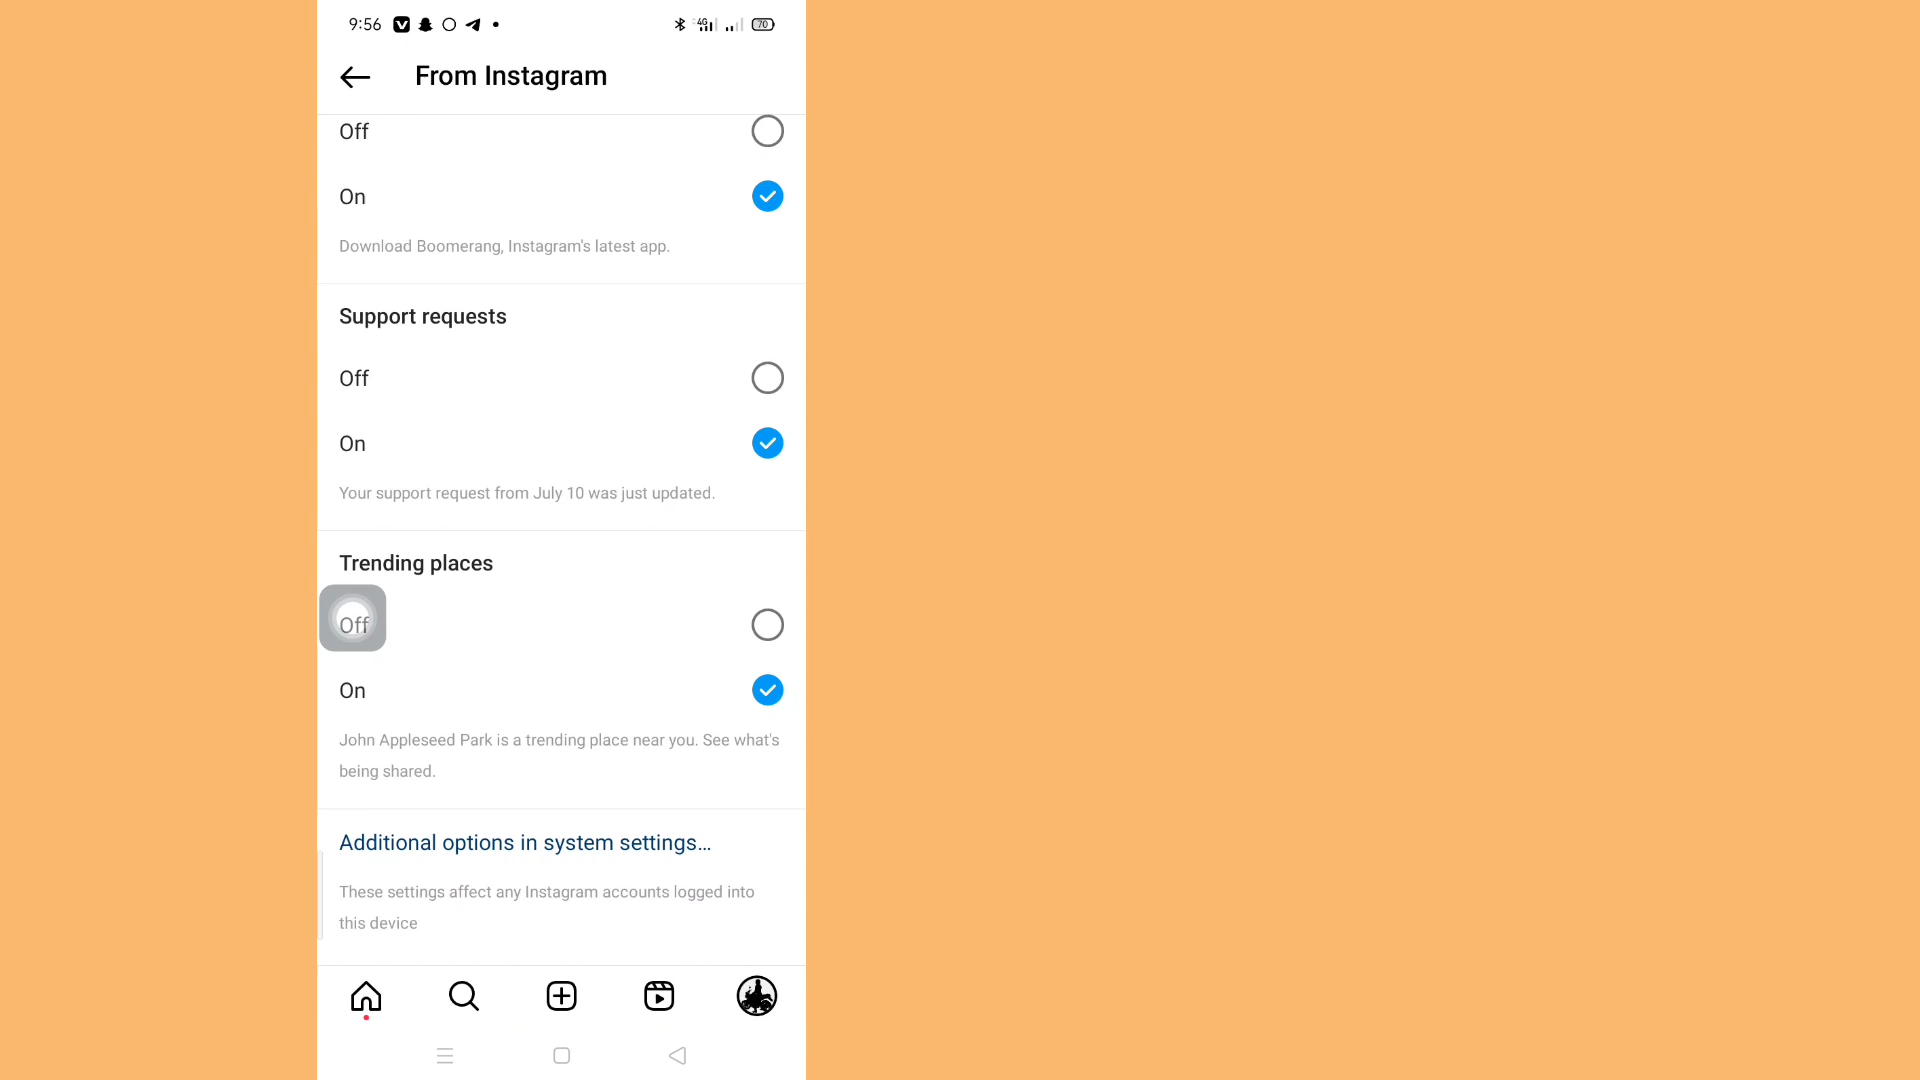 9:56 4G 70
From Instagram
Off
On
Download Boomerang, Instagram's latest app.
Support requests
Off
On
Your support request from July 10 was just updated.
Trending places
Off
On
John Appleseed Park is a trending place near you. See what's
being shared.
Additional options in system settings...
These settings affect any Instagram accounts logged into
this device